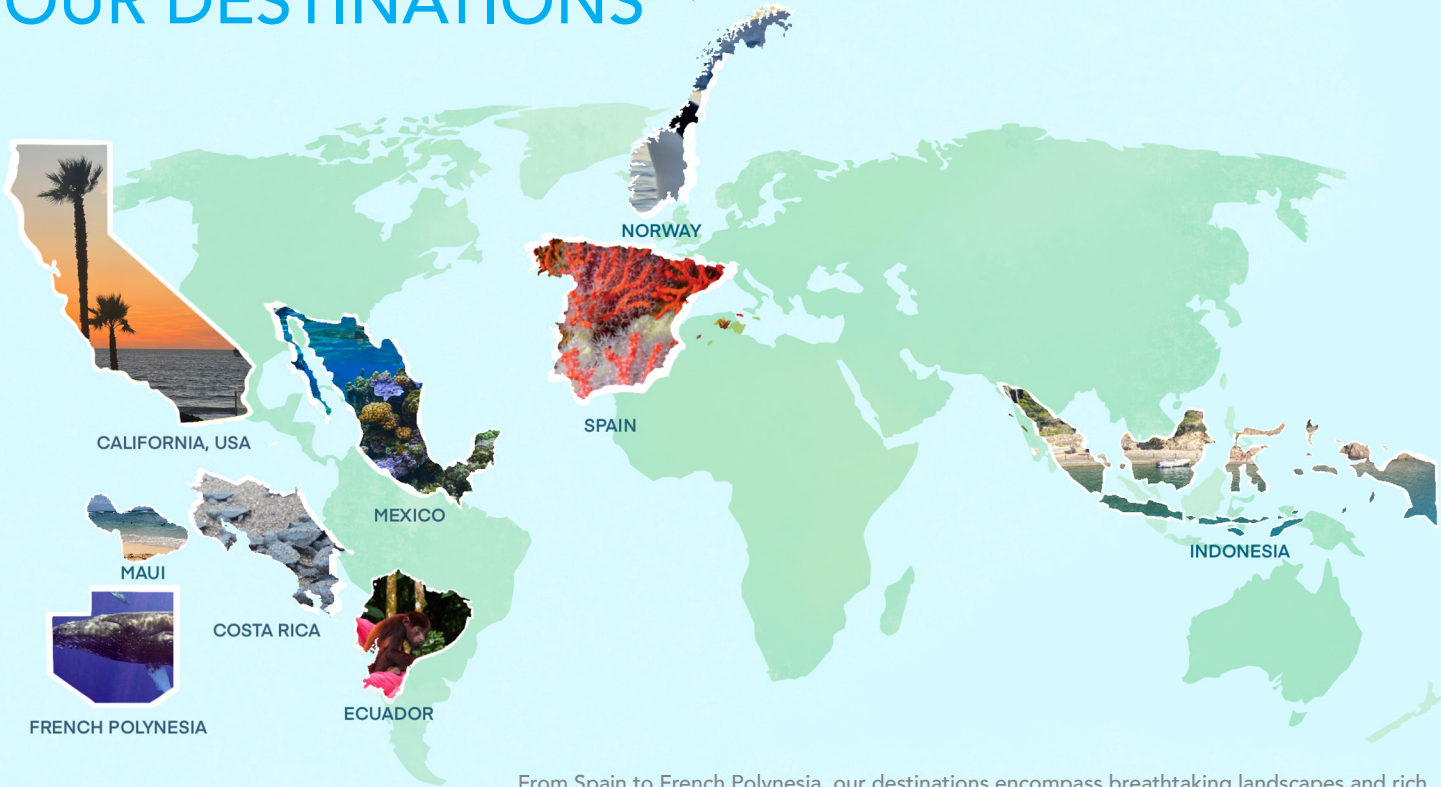 OUR DESTINATIONS
NORWAY
SPAIN
CALIFORNIA, USA
MEXICO
INDONESIA
MAUI
COSTA RICA
ECUADOR
FRENCH POLYNESIA
From Spain to French Polynesia, our destinations encompass breathtaking landscapes and rich